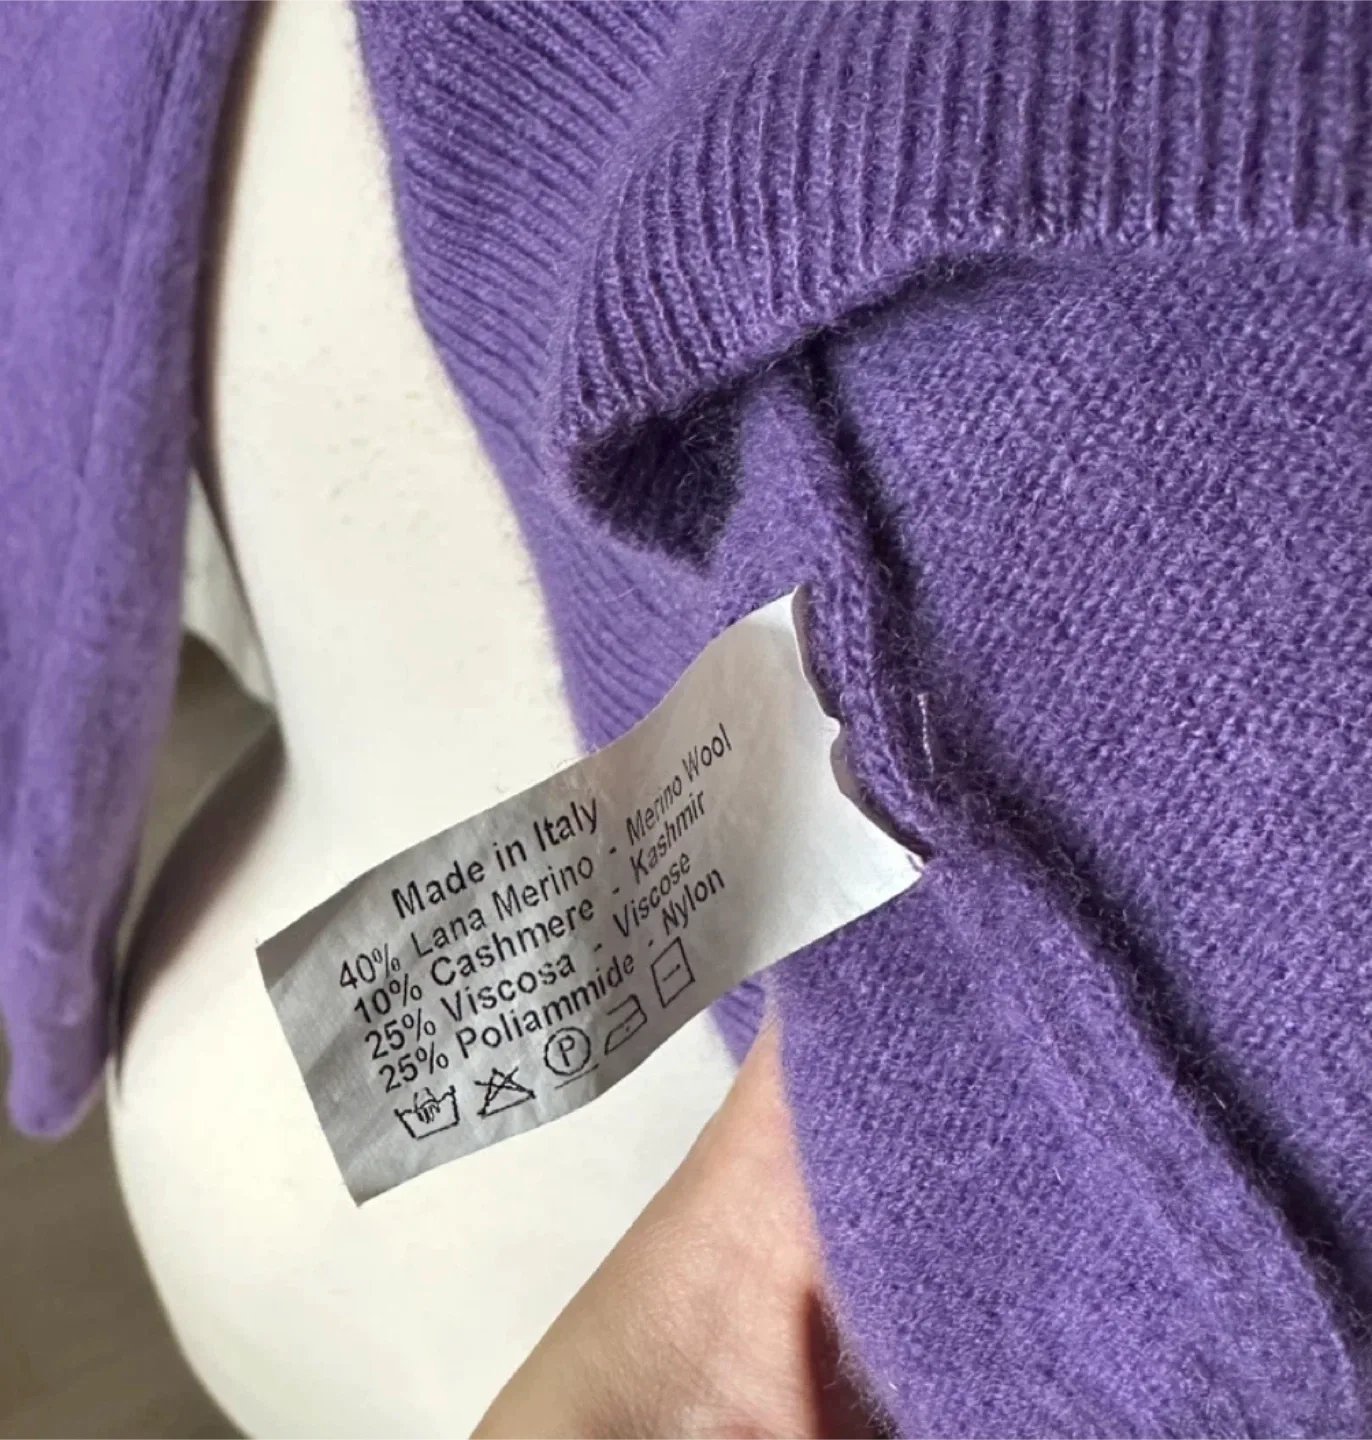 Made in Italy
40% Lana Merino - Merino Wool
10% Cashmere - Kashmir
25% Viscosa - Viscose
25% Poliammide - Nylon
P